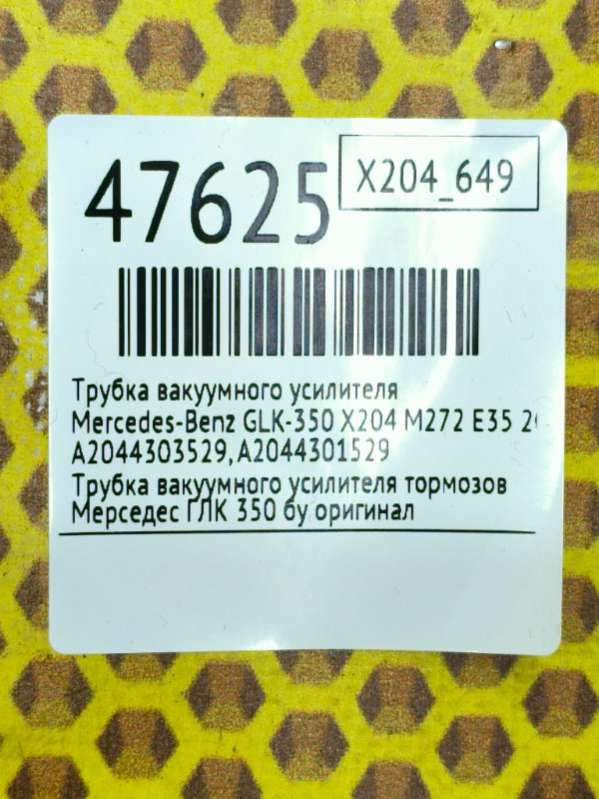 47625
X204_649
Трубка вакуумного усилителя
Mercedes-Benz GLK-350 X204 M272 E35
A2044303529, A2044301529
Трубка вакуумного усилителя тормозов
Мерседес ГЛК 350 бу оригинал